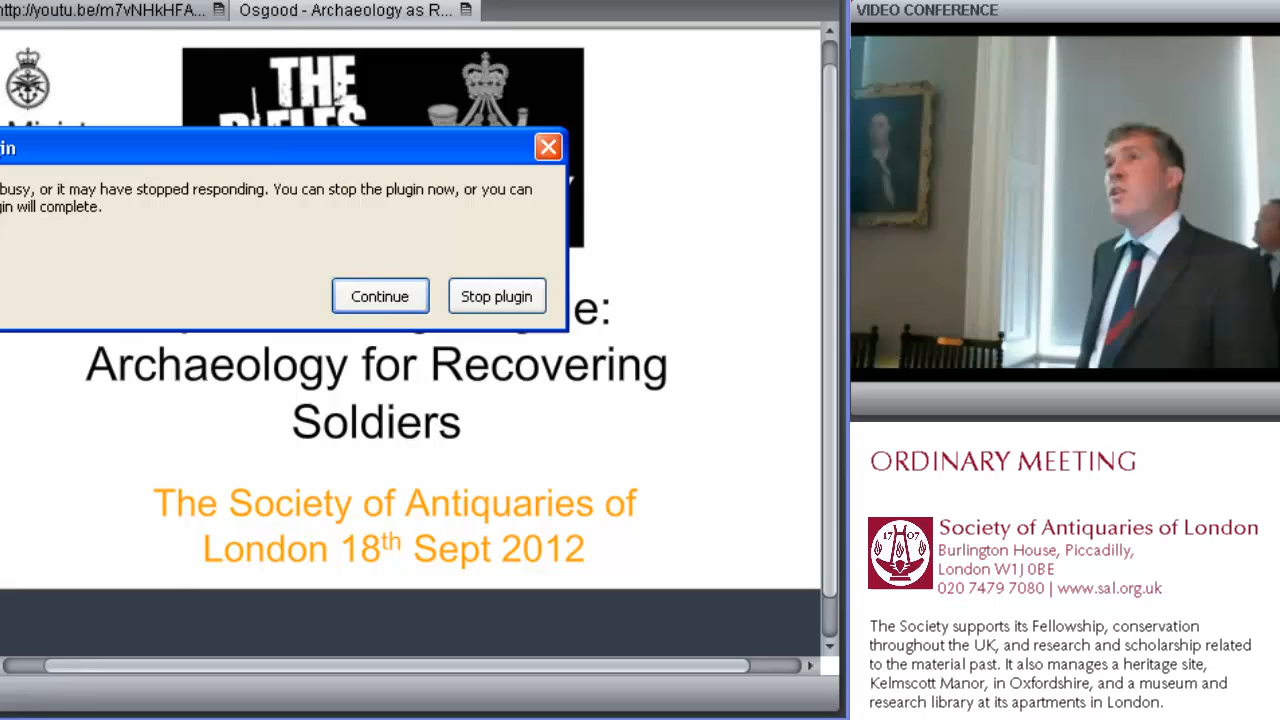 http://youtu.be/m7vNHkHFA...
Osgood - Archaeology as R...
VIDEO CONFERENCE
THE
busy, or it may have stopped responding. You can stop the plugin now, or you can
will complete.
Continue
Stop plugin
Archaeology for Recovering
Soldiers
The Society of Antiquaries of
London 18th Sept 2012
ORDINARY MEETING
1707
Society of Antiquaries of London
Burlington House, Piccadilly,
London W1J 0BE
020 7479 7080 | www.sal.org.uk
The Society supports its Fellowship, conservation
throughout the UK, and research and scholarship related
to the material past. It also manages a heritage site,
Kelmscott Manor, in Oxfordshire, and a museum and
research library at its apartments in London.